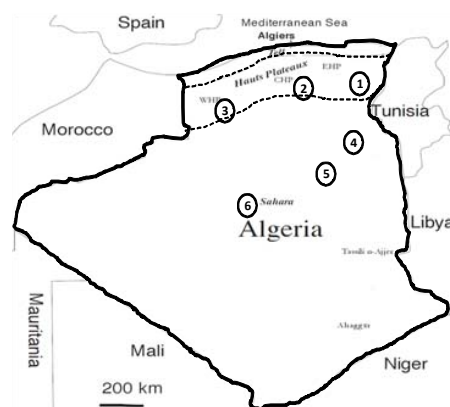 Mediterranean Sea
Spain
Algiers
Tell
Hauts Plateaux
EHP
CHP
1
2
WHP
3
Tunisia
Morocco
4
5
6
Sahara
Algeria
Libya
Tassili n-Ajjer
Mauritania
Ahaggar
Mali
Niger
200 km